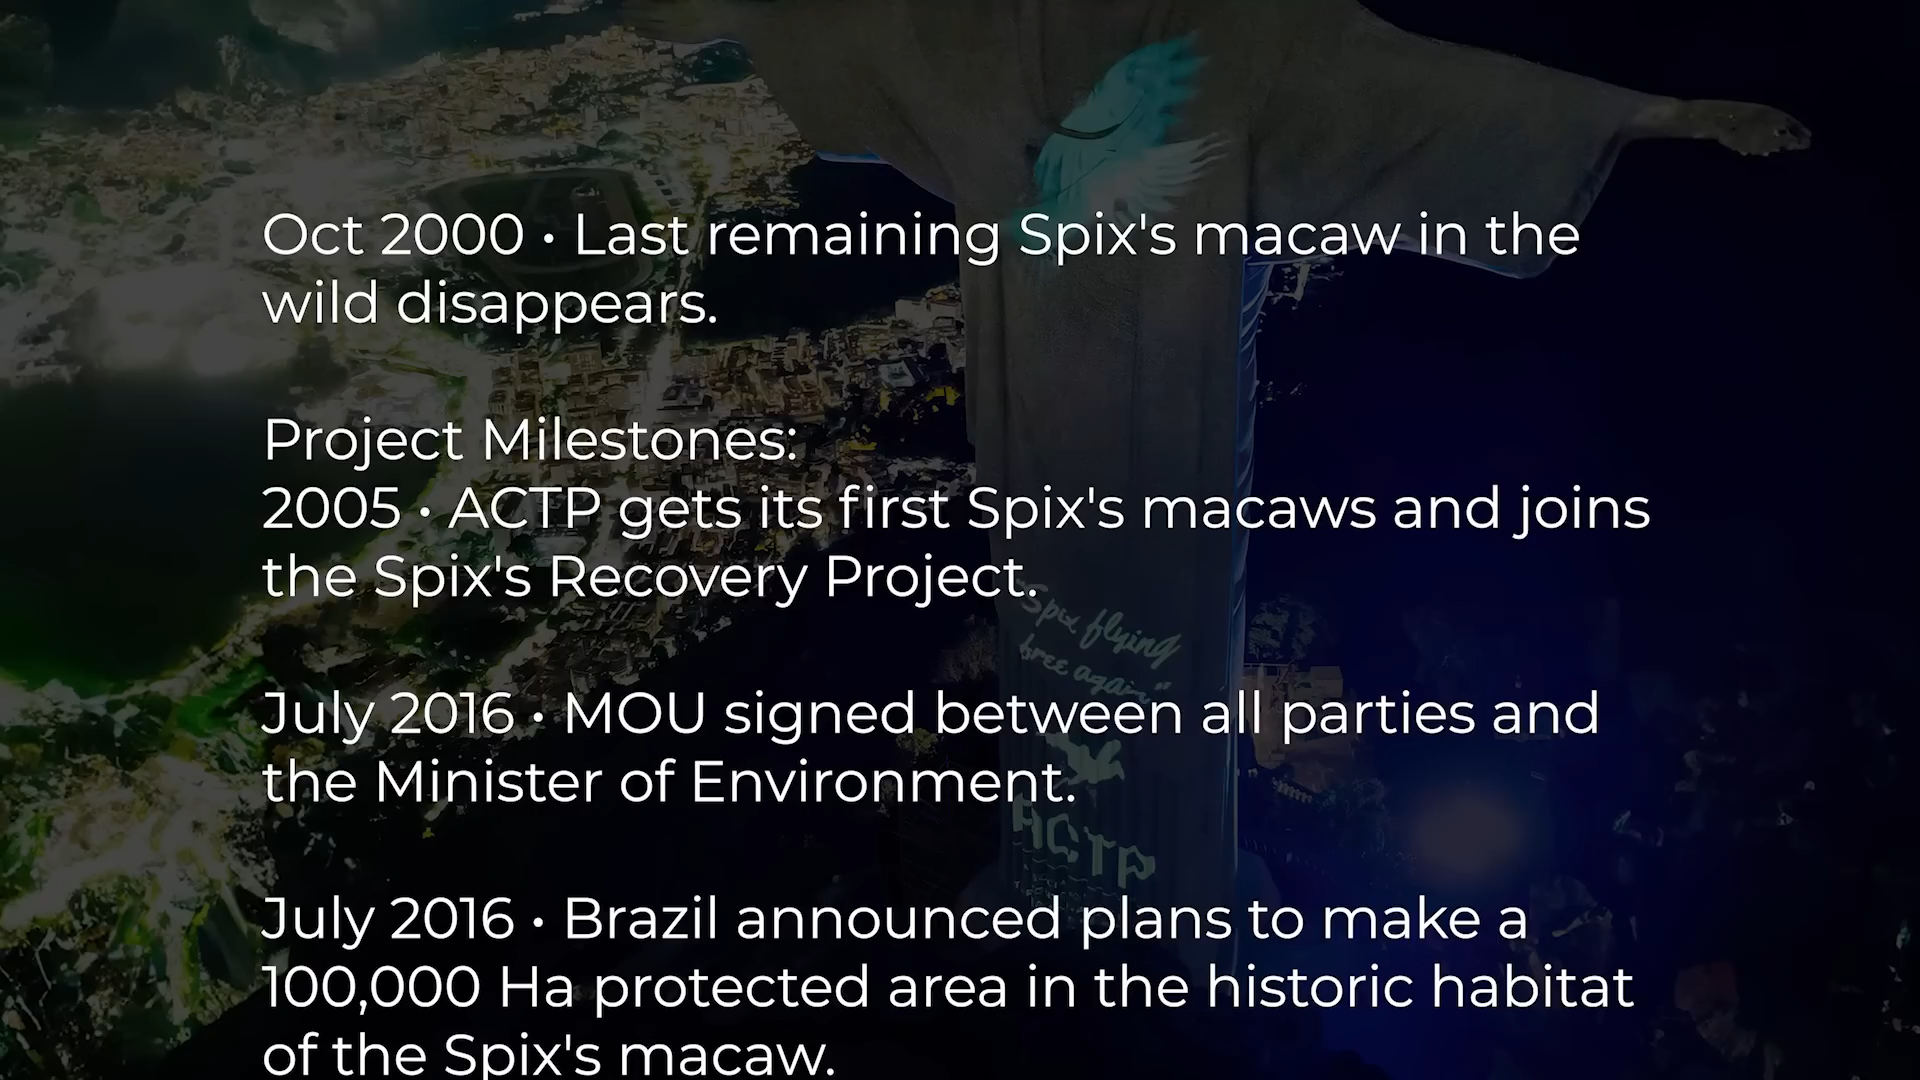 Oct 2000 • Last remaining Spix's macaw in the
wild disappears.
Project Milestones:
2005 • ACTP gets its first Spix's macaws and joins
the Spix's Recovery Project.
July 2016 • MOU signed between all parties and
the Minister of Environment.
July 2016 • Brazil announced plans to make a
100,000 Ha protected area in the historic habitat
of the Spix's macaw.
"Spix flying
free again"
ACTP